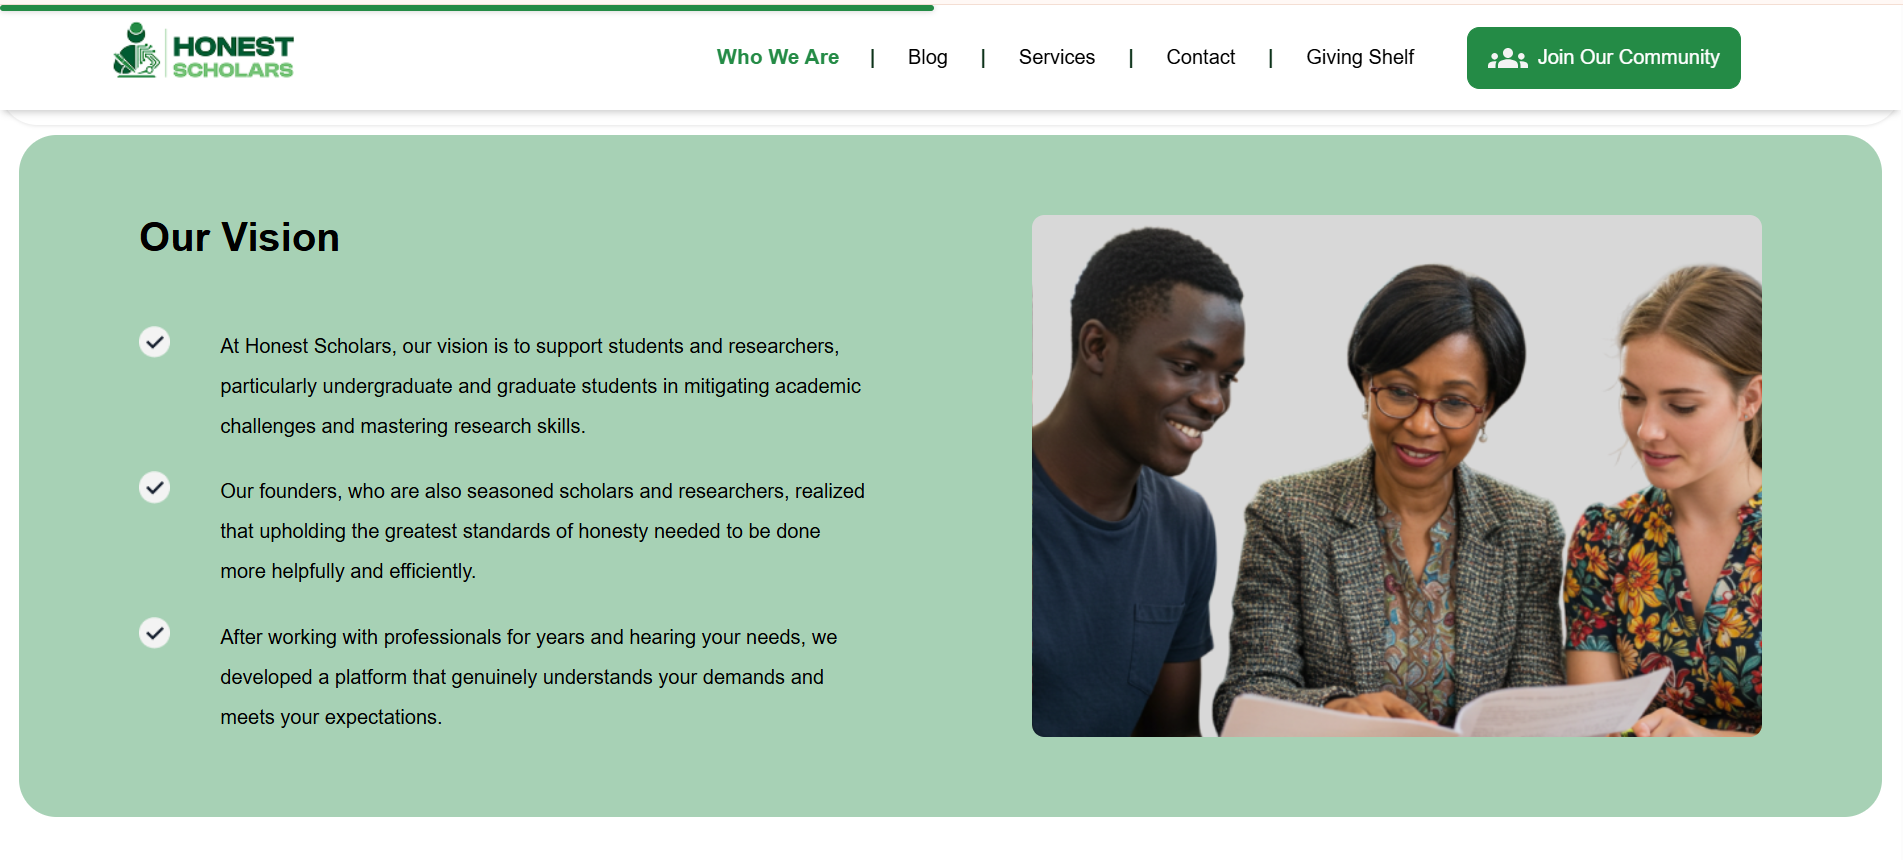 HONEST
SCHOLARS
Who We Are | Blog | Services | Contact | Giving Shelf
Join Our Community
Our Vision
At Honest Scholars, our vision is to support students and researchers,
particularly undergraduate and graduate students in mitigating academic
challenges and mastering research skills.
Our founders, who are also seasoned scholars and researchers, realized
that upholding the greatest standards of honesty needed to be done
more helpfully and efficiently.
After working with professionals for years and hearing your needs, we
developed a platform that genuinely understands your demands and
meets your expectations.